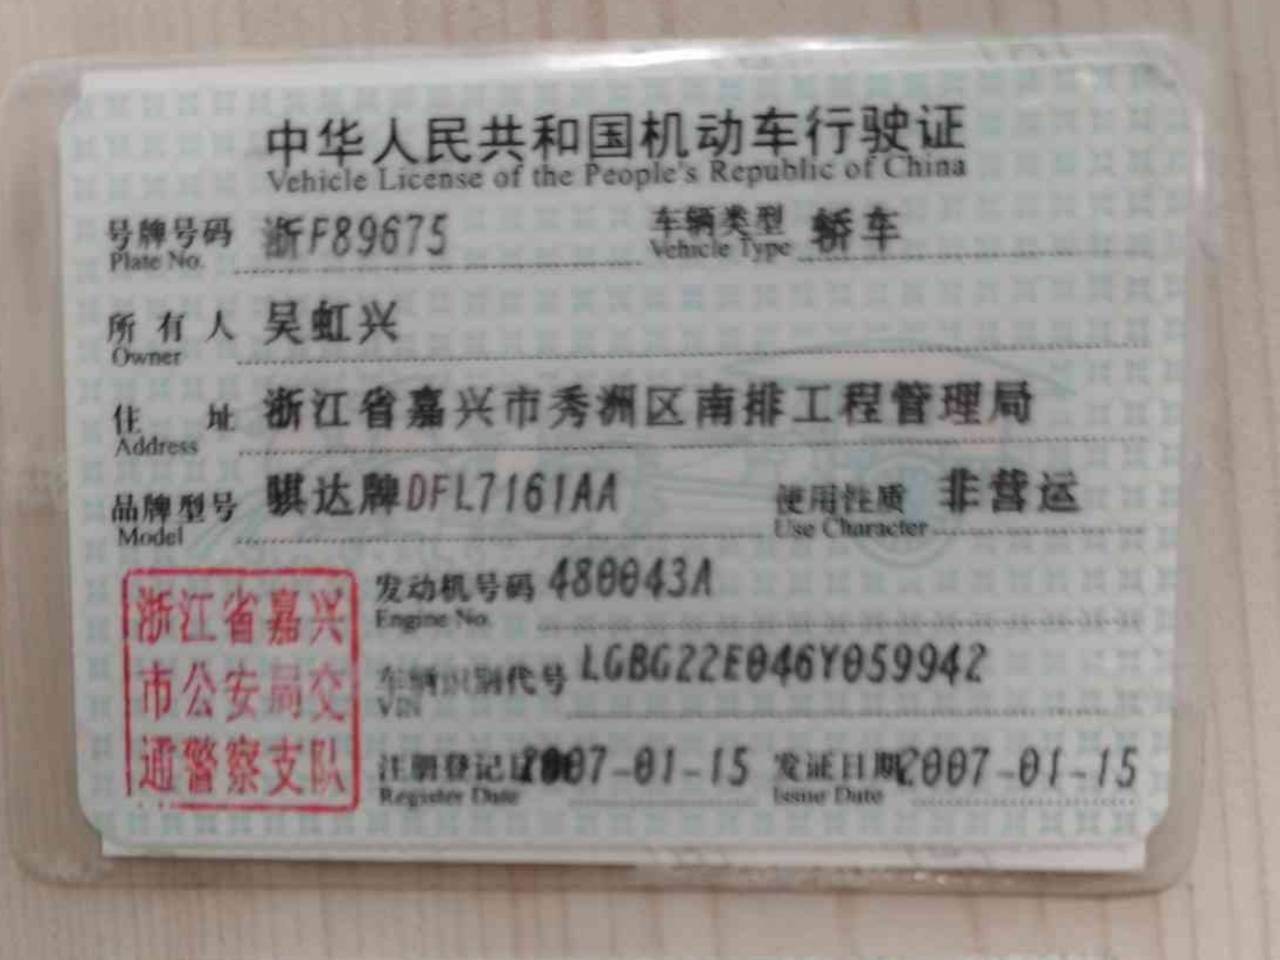 中华人民共和国机动车行驶证
Vehicle License of the People's Republic of China
号牌号码 浙F89675 车辆类型 轿车
Plate No. Vehicle Type
所有人 吴虹兴
Owner
住址 浙江省嘉兴市秀洲区南排工程管理局
Address
品牌型号 骐达牌DFL7161AA 使用性质 非营运
Model Use Character
浙江省嘉兴
市公安局交
通警察支队
发动机号码 480043A
Engine No.
车辆识别代号 LGBG22E046Y059942
VIN
注册登记日期 2007-01-15 发证日期 2007-01-15
Register Date Issue Date